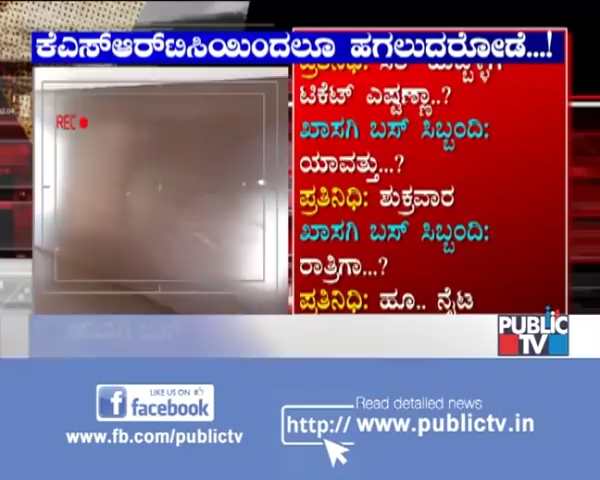 ಕೆಎಸ್ಆರ್‌ಟಿಸಿಯಿಂದಲೂ ಹಗಲುದರೋಡೆ...!
REC
ಪ್ರತಿನಿಧಿ:
ಟಿಕೆಟ್ ಎಷ್ಟಣ್ಣಾ..?
ಖಾಸಗಿ ಬಸ್ ಸಿಬ್ಬಂದಿ:
ಯಾವತ್ತು...?
ಪ್ರತಿನಿಧಿ: ಶುಕ್ರವಾರ
ಖಾಸಗಿ ಬಸ್ ಸಿಬ್ಬಂದಿ:
ರಾತ್ರಿಗಾ...?
ಪ್ರತಿನಿಧಿ: ಹೂ.. ನೈಟ
PUBLIC
TV
LIKE US ON
facebook
www.fb.com/publictv
Read detailed news
http:// www.publictv.in